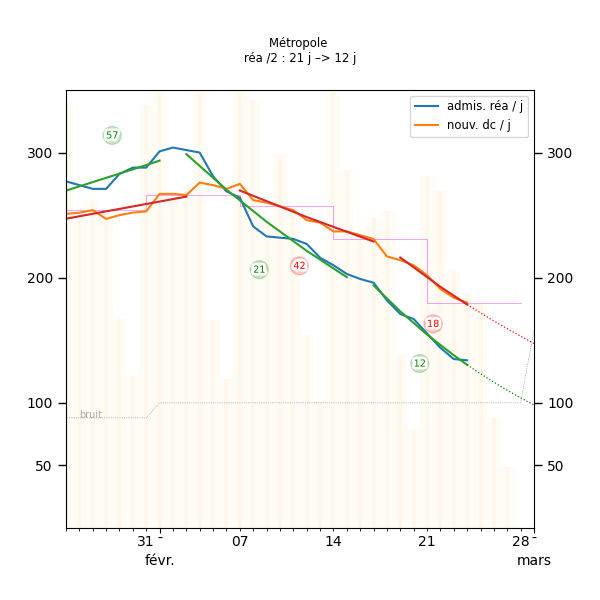 Métropole
réa /2 : 21 j –> 12 j
admis. réa / j
nouv. dc / j
57
300
300
21
42
200
200
18
12
100
100
bruit
50
50
31
07
14
21
28
févr.
mars